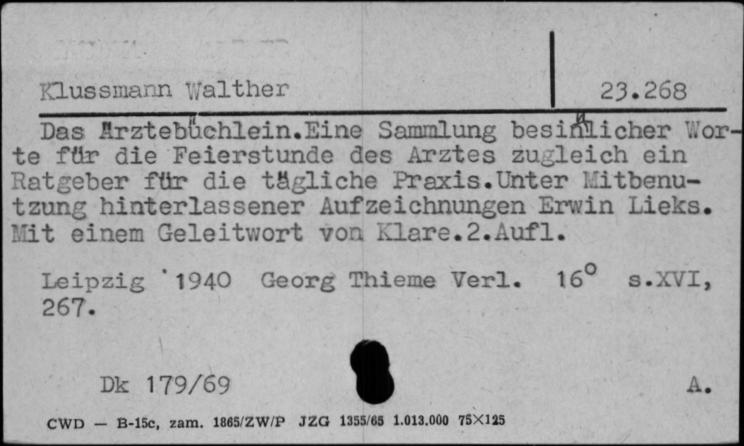 Klussmann Walther 23.268
Das Ärztebüchlein.Eine Sammlung besinnlicher Wor-
te für die Feierstunde des Arztes zugleich ein
Ratgeber für die tägliche Praxis.Unter Mitbenu-
tzung hinterlassener Aufzeichnungen Erwin Lieks.
Mit einem Geleitwort von Klare.2.Aufl.
Leipzig 1940 Georg Thieme Verl. 16° s.XVI,
267.
Dk 179/69 A.
CWD — B-15c, zam. 1865/ZW/P JZG 1355/65 1.013.000 75×125